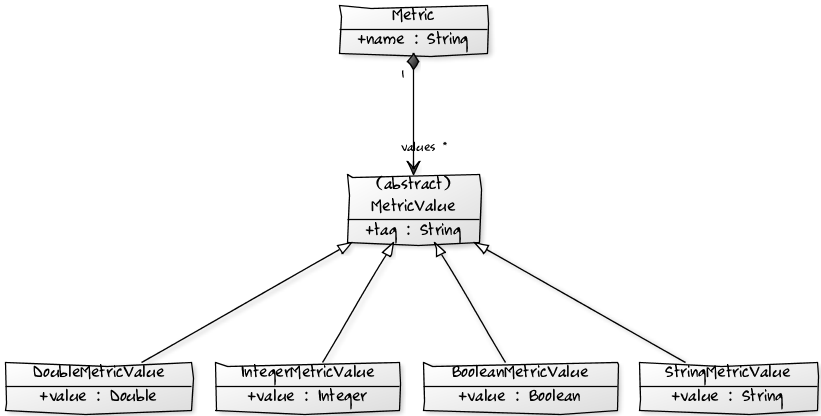 Metric
+name : String
1
values *
(abstract)
MetricValue
+tag : String
DoubleMetricValue
+value : Double
IntegerMetricValue
+value : Integer
BooleanMetricValue
+value : Boolean
StringMetricValue
+value : String